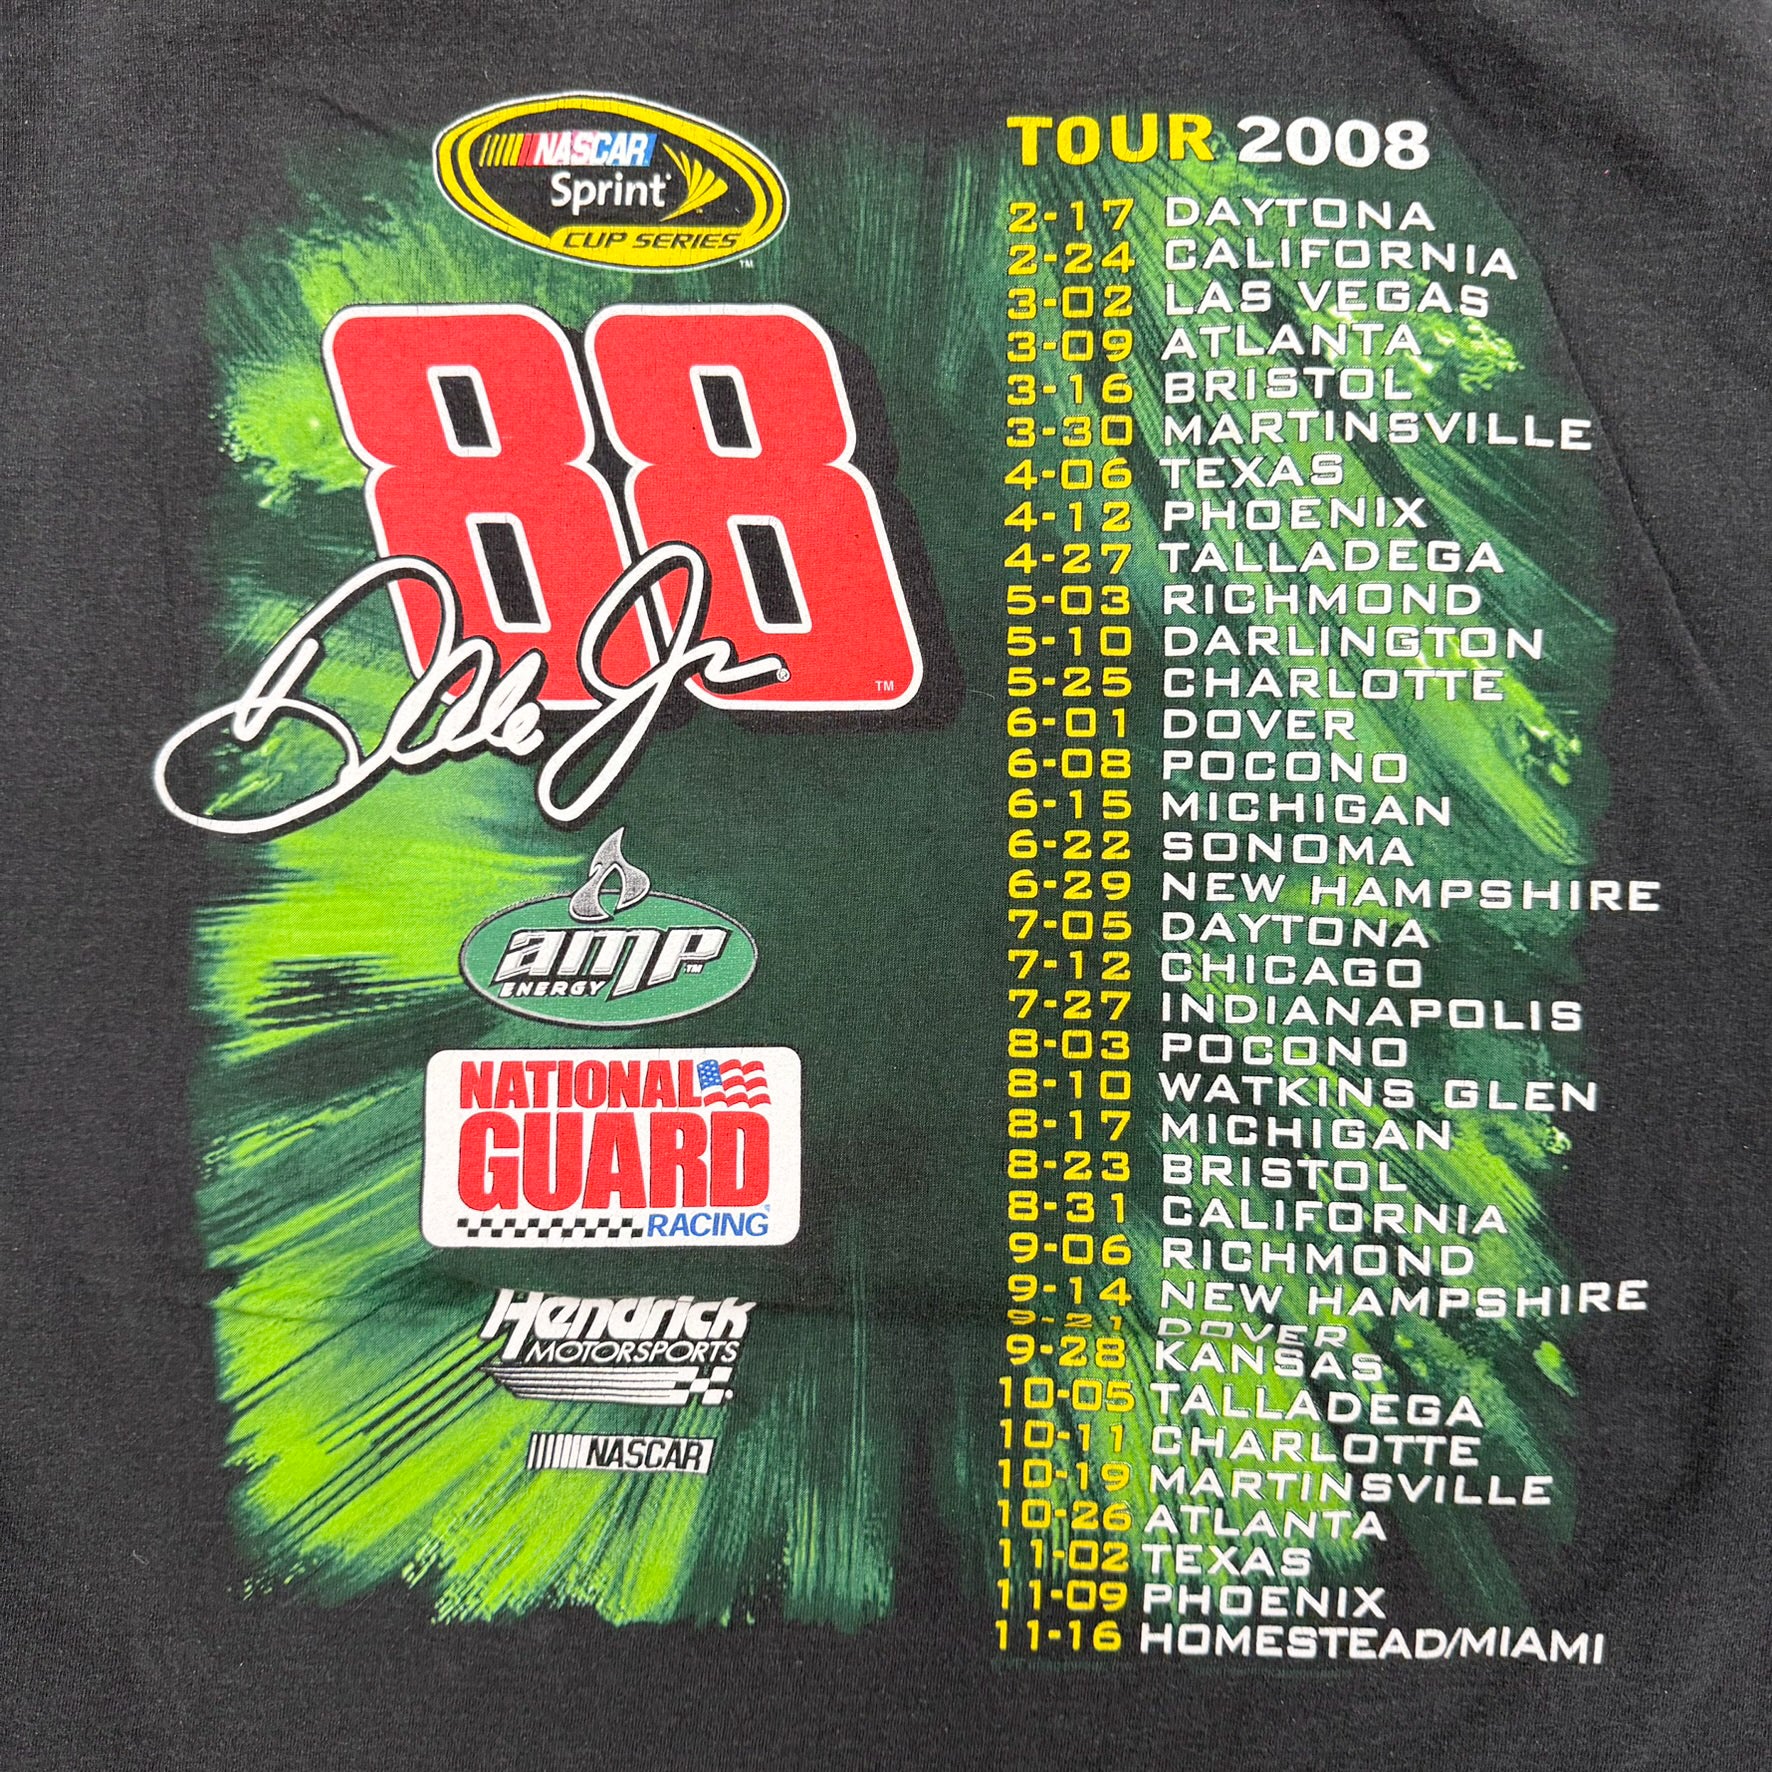 NASCAR
Sprint
CUP SERIES™
88
Dale Jr.®
™
amp™
ENERGY
NATIONAL
GUARD
RACING
Hendrick
MOTORSPORTS
NASCAR
TOUR 2008
2-17 DAYTONA
2-24 CALIFORNIA
3-02 LAS VEGAS
3-09 ATLANTA
3-16 BRISTOL
3-30 MARTINSVILLE
4-06 TEXAS
4-12 PHOENIX
4-27 TALLADEGA
5-03 RICHMOND
5-10 DARLINGTON
5-25 CHARLOTTE
6-01 DOVER
6-08 POCONO
6-15 MICHIGAN
6-22 SONOMA
6-29 NEW HAMPSHIRE
7-05 DAYTONA
7-12 CHICAGO
7-27 INDIANAPOLIS
8-03 POCONO
8-10 WATKINS GLEN
8-17 MICHIGAN
8-23 BRISTOL
8-31 CALIFORNIA
9-06 RICHMOND
9-14 NEW HAMPSHIRE
9-21 DOVER
9-28 KANSAS
10-05 TALLADEGA
10-11 CHARLOTTE
10-19 MARTINSVILLE
10-26 ATLANTA
11-02 TEXAS
11-09 PHOENIX
11-16 HOMESTEAD/MIAMI